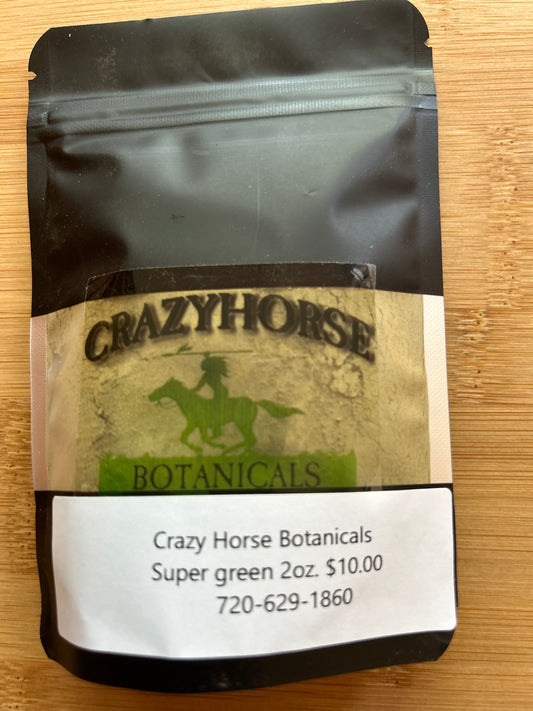 CRAZYHORSE
BOTANICALS
Crazy Horse Botanicals
Super green 2oz. $10.00
720-629-1860